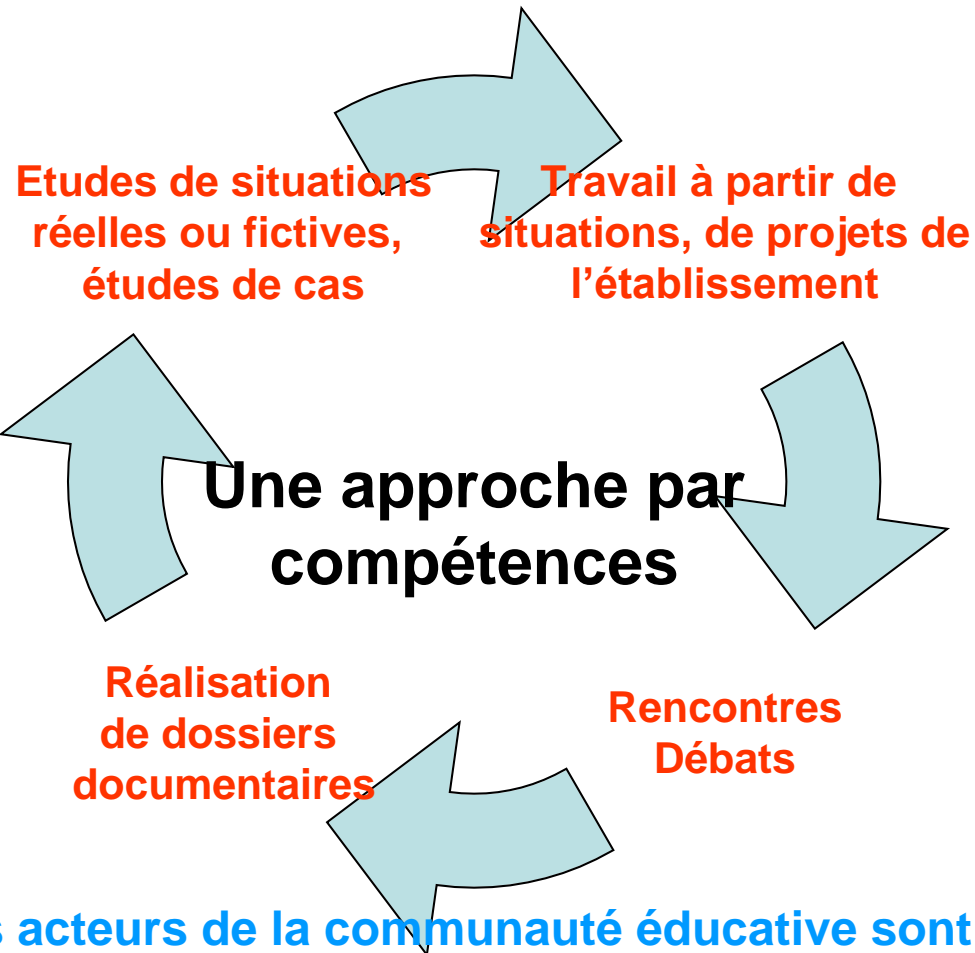 Etudes de situations
réelles ou fictives,
études de cas
Travail à partir de
situations, de projets de
l’établissement
Une approche par
compétences
Réalisation
de dossiers
documentaires
Rencontres
Débats
s acteurs de la communauté éducative sont